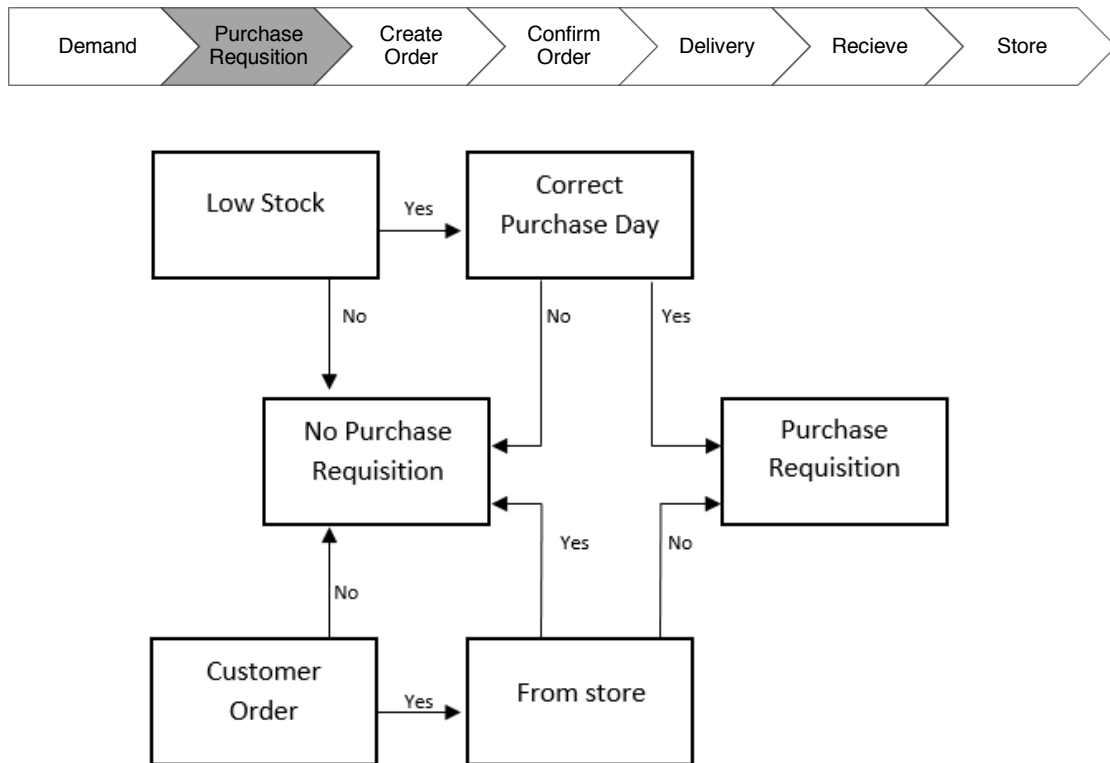 Demand
Purchase
Requsition
Create
Order
Confirm
Order
Delivery
Recieve
Store
Low Stock
Yes
Correct
Purchase Day
No
No
Yes
No Purchase
Requisition
Purchase
Requisition
Yes
No
No
Customer
Order
Yes
From store